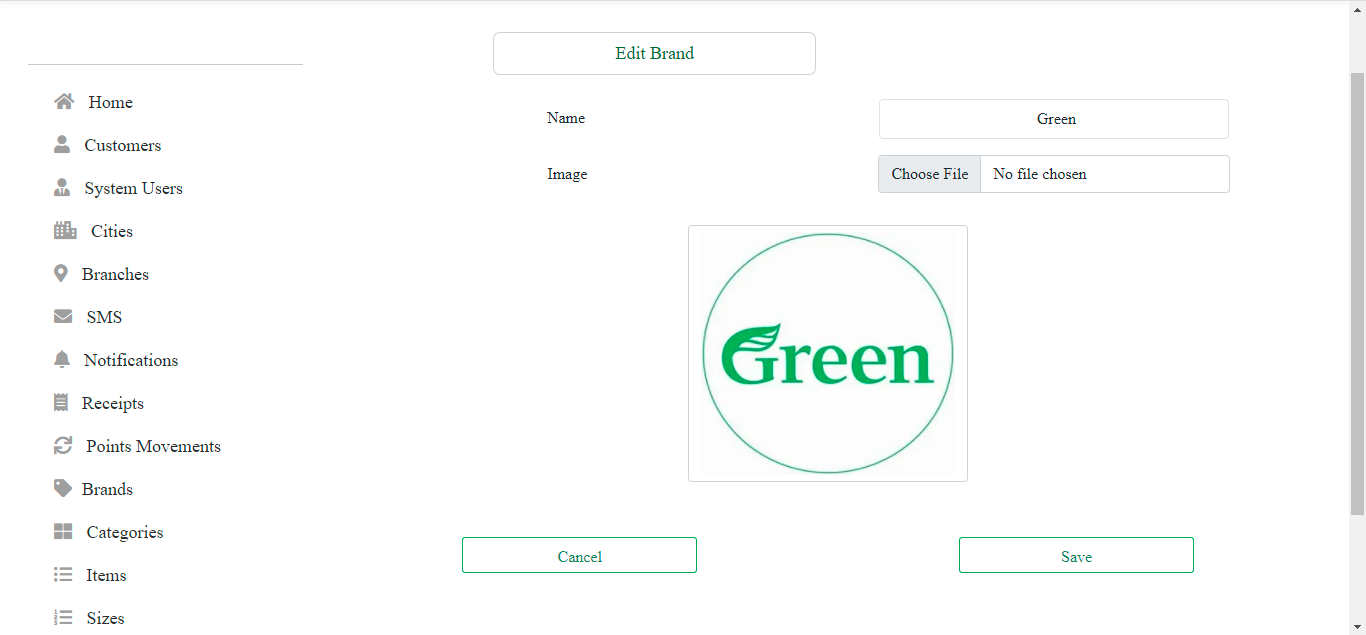 Edit Brand
Home
Customers
System Users
Cities
Branches
SMS
Notifications
Receipts
Points Movements
Brands
Categories
Items
Sizes
Name
Green
Image
Choose File No file chosen
Green
Cancel
Save